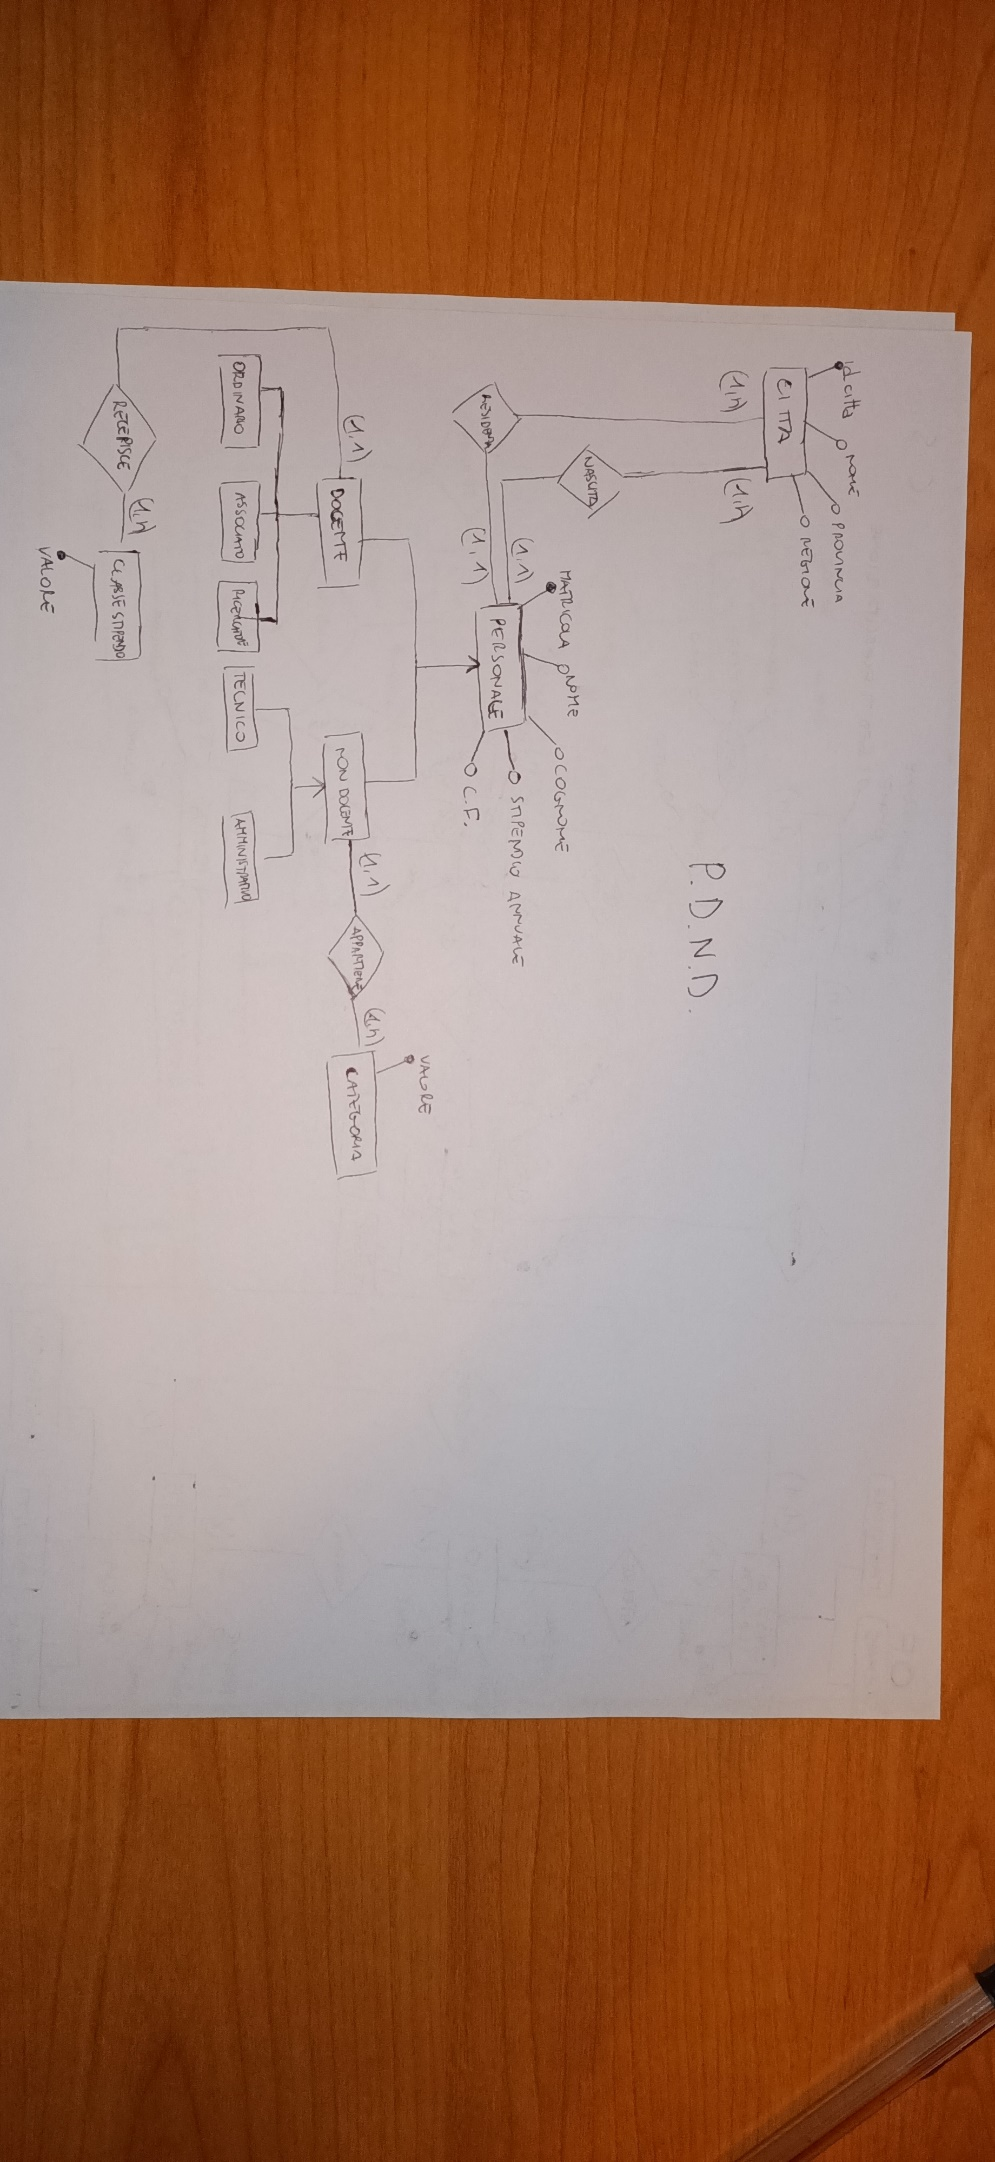 Id citta
NOME
PROVINCIA
REGIONE
CITTA
(1,n)
(1,n)
RESIDENZA
NASCITA
(1,1)
(1,1)
MATRICOLA
NOME
COGNOME
STIPENDIO ANNUALE
C.F.
PERSONALE
P.D.N.D.
(1,1)
DOCENTE
NON DOCENTE
(1,1)
APPARTIENE
(1,n)
CATEGORIA
VALORE
ORDINARIO
ASSOCIATO
RICERCATORE
TECNICO
AMMINISTRATIVO
RECEPISCE
(1,n)
CLASSE STIPENDIO
VALORE